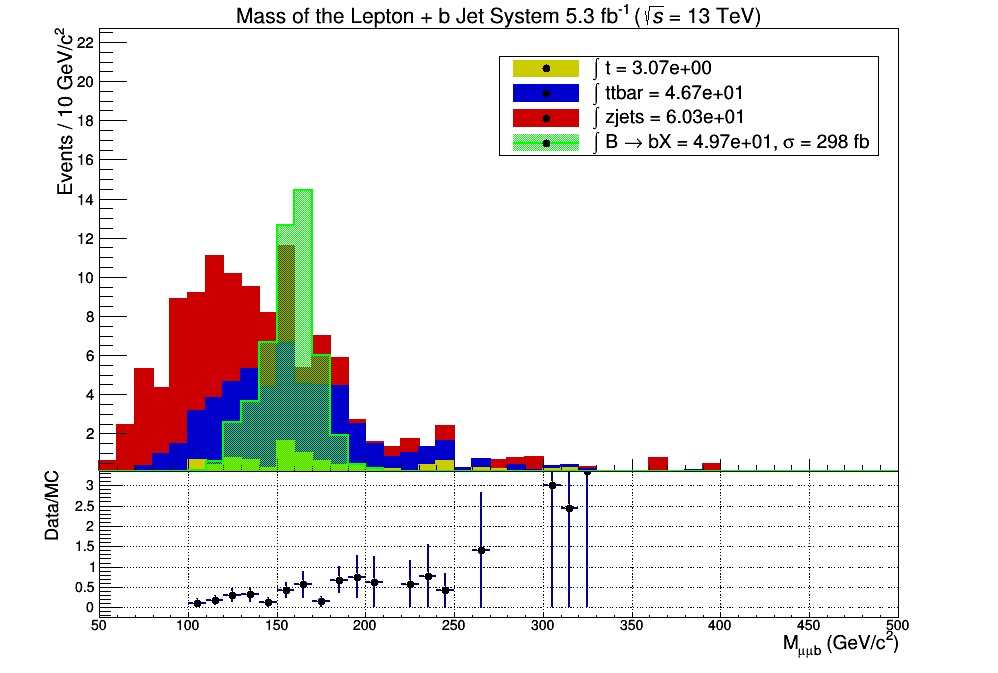 Mass of the Lepton + b Jet System 5.3 fb⁻¹ (√s = 13 TeV)
Events / 10 GeV/c²
22
20
18
16
14
12
10
8
6
4
2
∫ t = 3.07e+00
∫ ttbar = 4.67e+01
∫ zjets = 6.03e+01
∫ B → bX = 4.97e+01, σ = 298 fb
Data/MC
3
2.5
2
1.5
1
0.5
0
50 100 150 200 250 300 350 400 450 500
M_μμb (GeV/c²)